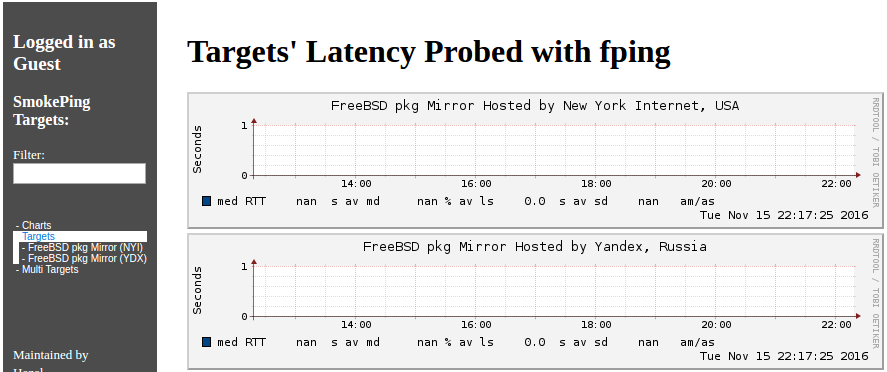 Logged in as
Guest
SmokePing
Targets:
Filter:
- Charts
Targets
- FreeBSD pkg Mirror (NYI)
- FreeBSD pkg Mirror (YDX)
- Multi Targets
Maintained by
Targets' Latency Probed with fping
FreeBSD pkg Mirror Hosted by New York Internet, USA
RRDTOOL / TOBI OETIKER
Seconds
1
0
14:00 16:00 18:00 20:00 22:00
med RTT nan s av md nan % av ls 0.0 s av sd nan am/as
Tue Nov 15 22:17:25 2016
FreeBSD pkg Mirror Hosted by Yandex, Russia
RRDTOOL / TOBI OETIKER
Seconds
1
0
14:00 16:00 18:00 20:00 22:00
med RTT nan s av md nan % av ls 0.0 s av sd nan am/as
Tue Nov 15 22:17:25 2016